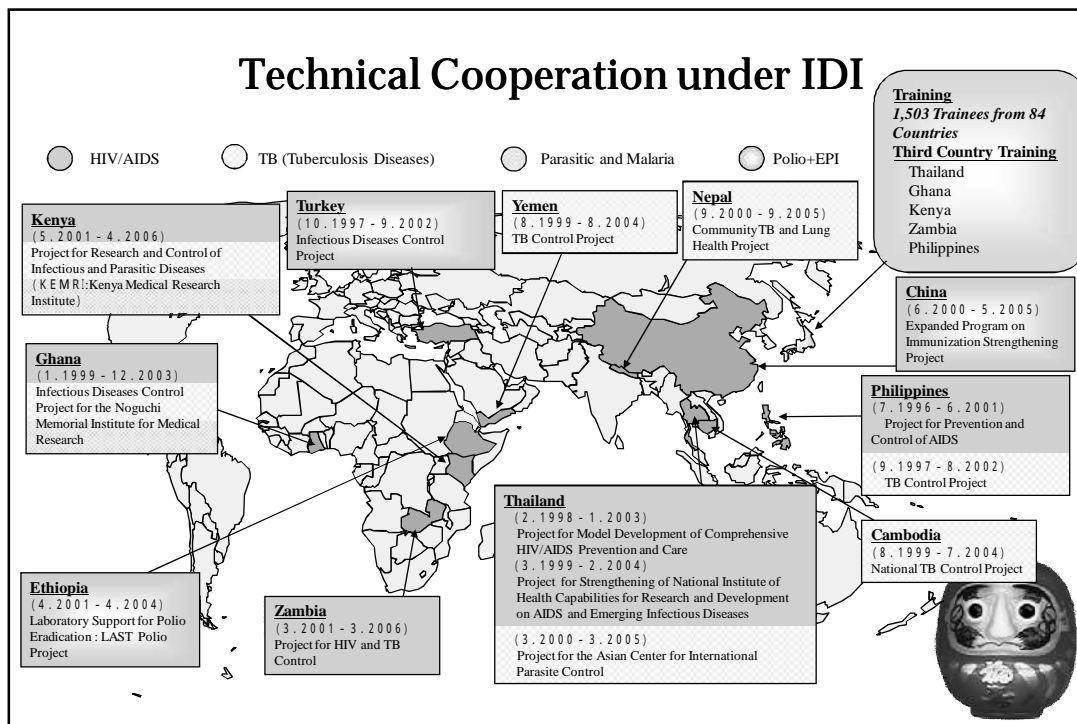 Technical Cooperation under IDI
Training
1,503 Trainees from 84
Countries
Third Country Training
Thailand
Ghana
Kenya
Zambia
Philippines
HIV/AIDS
TB (Tuberculosis Diseases)
Parasitic and Malaria
Polio+EPI
Kenya
(5.2001-4.2006)
Project for Research and Control of
Infectious and Parasitic Diseases
(KEMRI:Kenya Medical Research
Institute)
Turkey
(10.1997-9.2002)
Infectious Diseases Control
Project
Yemen
(8.1999-8.2004)
TB Control Project
Nepal
(9.2000-9.2005)
Community TB and Lung
Health Project
China
(6.2000-5.2005)
Expanded Program on
Immunization Strengthening
Project
Ghana
(1.1999-12.2003)
Infectious Diseases Control
Project for the Noguchi
Memorial Institute for Medical
Research
Philippines
(7.1996-6.2001)
Project for Prevention and
Control of AIDS
(9.1997-8.2002)
TB Control Project
Thailand
(2.1998-1.2003)
Project for Model Development of Comprehensive
HIV/AIDS Prevention and Care
(3.1999-2.2004)
Project for Strengthening of National Institute of
Health Capabilities for Research and Development
on AIDS and Emerging Infectious Diseases
(3.2000-3.2005)
Project for the Asian Center for International
Parasite Control
Cambodia
(8.1999-7.2004)
National TB Control Project
Ethiopia
(4.2001-4.2004)
Laboratory Support for Polio
Eradication : LAST Polio
Project
Zambia
(3.2001-3.2006)
Project for HIV and TB
Control